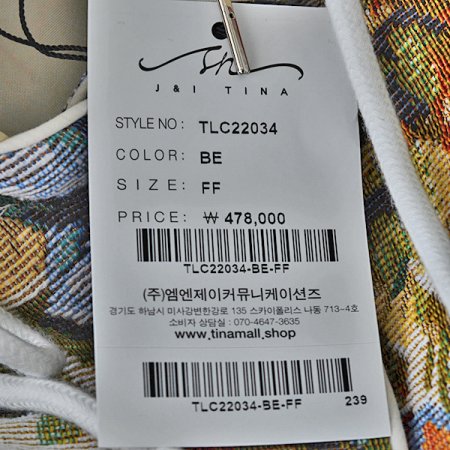 J & I TINA
STYLE NO: TLC22034
COLOR: BE
SIZE: FF
PRICE: ₩ 478,000
TLC22034-BE-FF
(주)엠엔제이커뮤니케이션즈
경기도 하남시 미사강변한강로 135 스카이폴리스 나동 713-4호
소비자 상담실 : 070-4647-3635
www.tinamall.shop
TLC22034-BE-FF
239